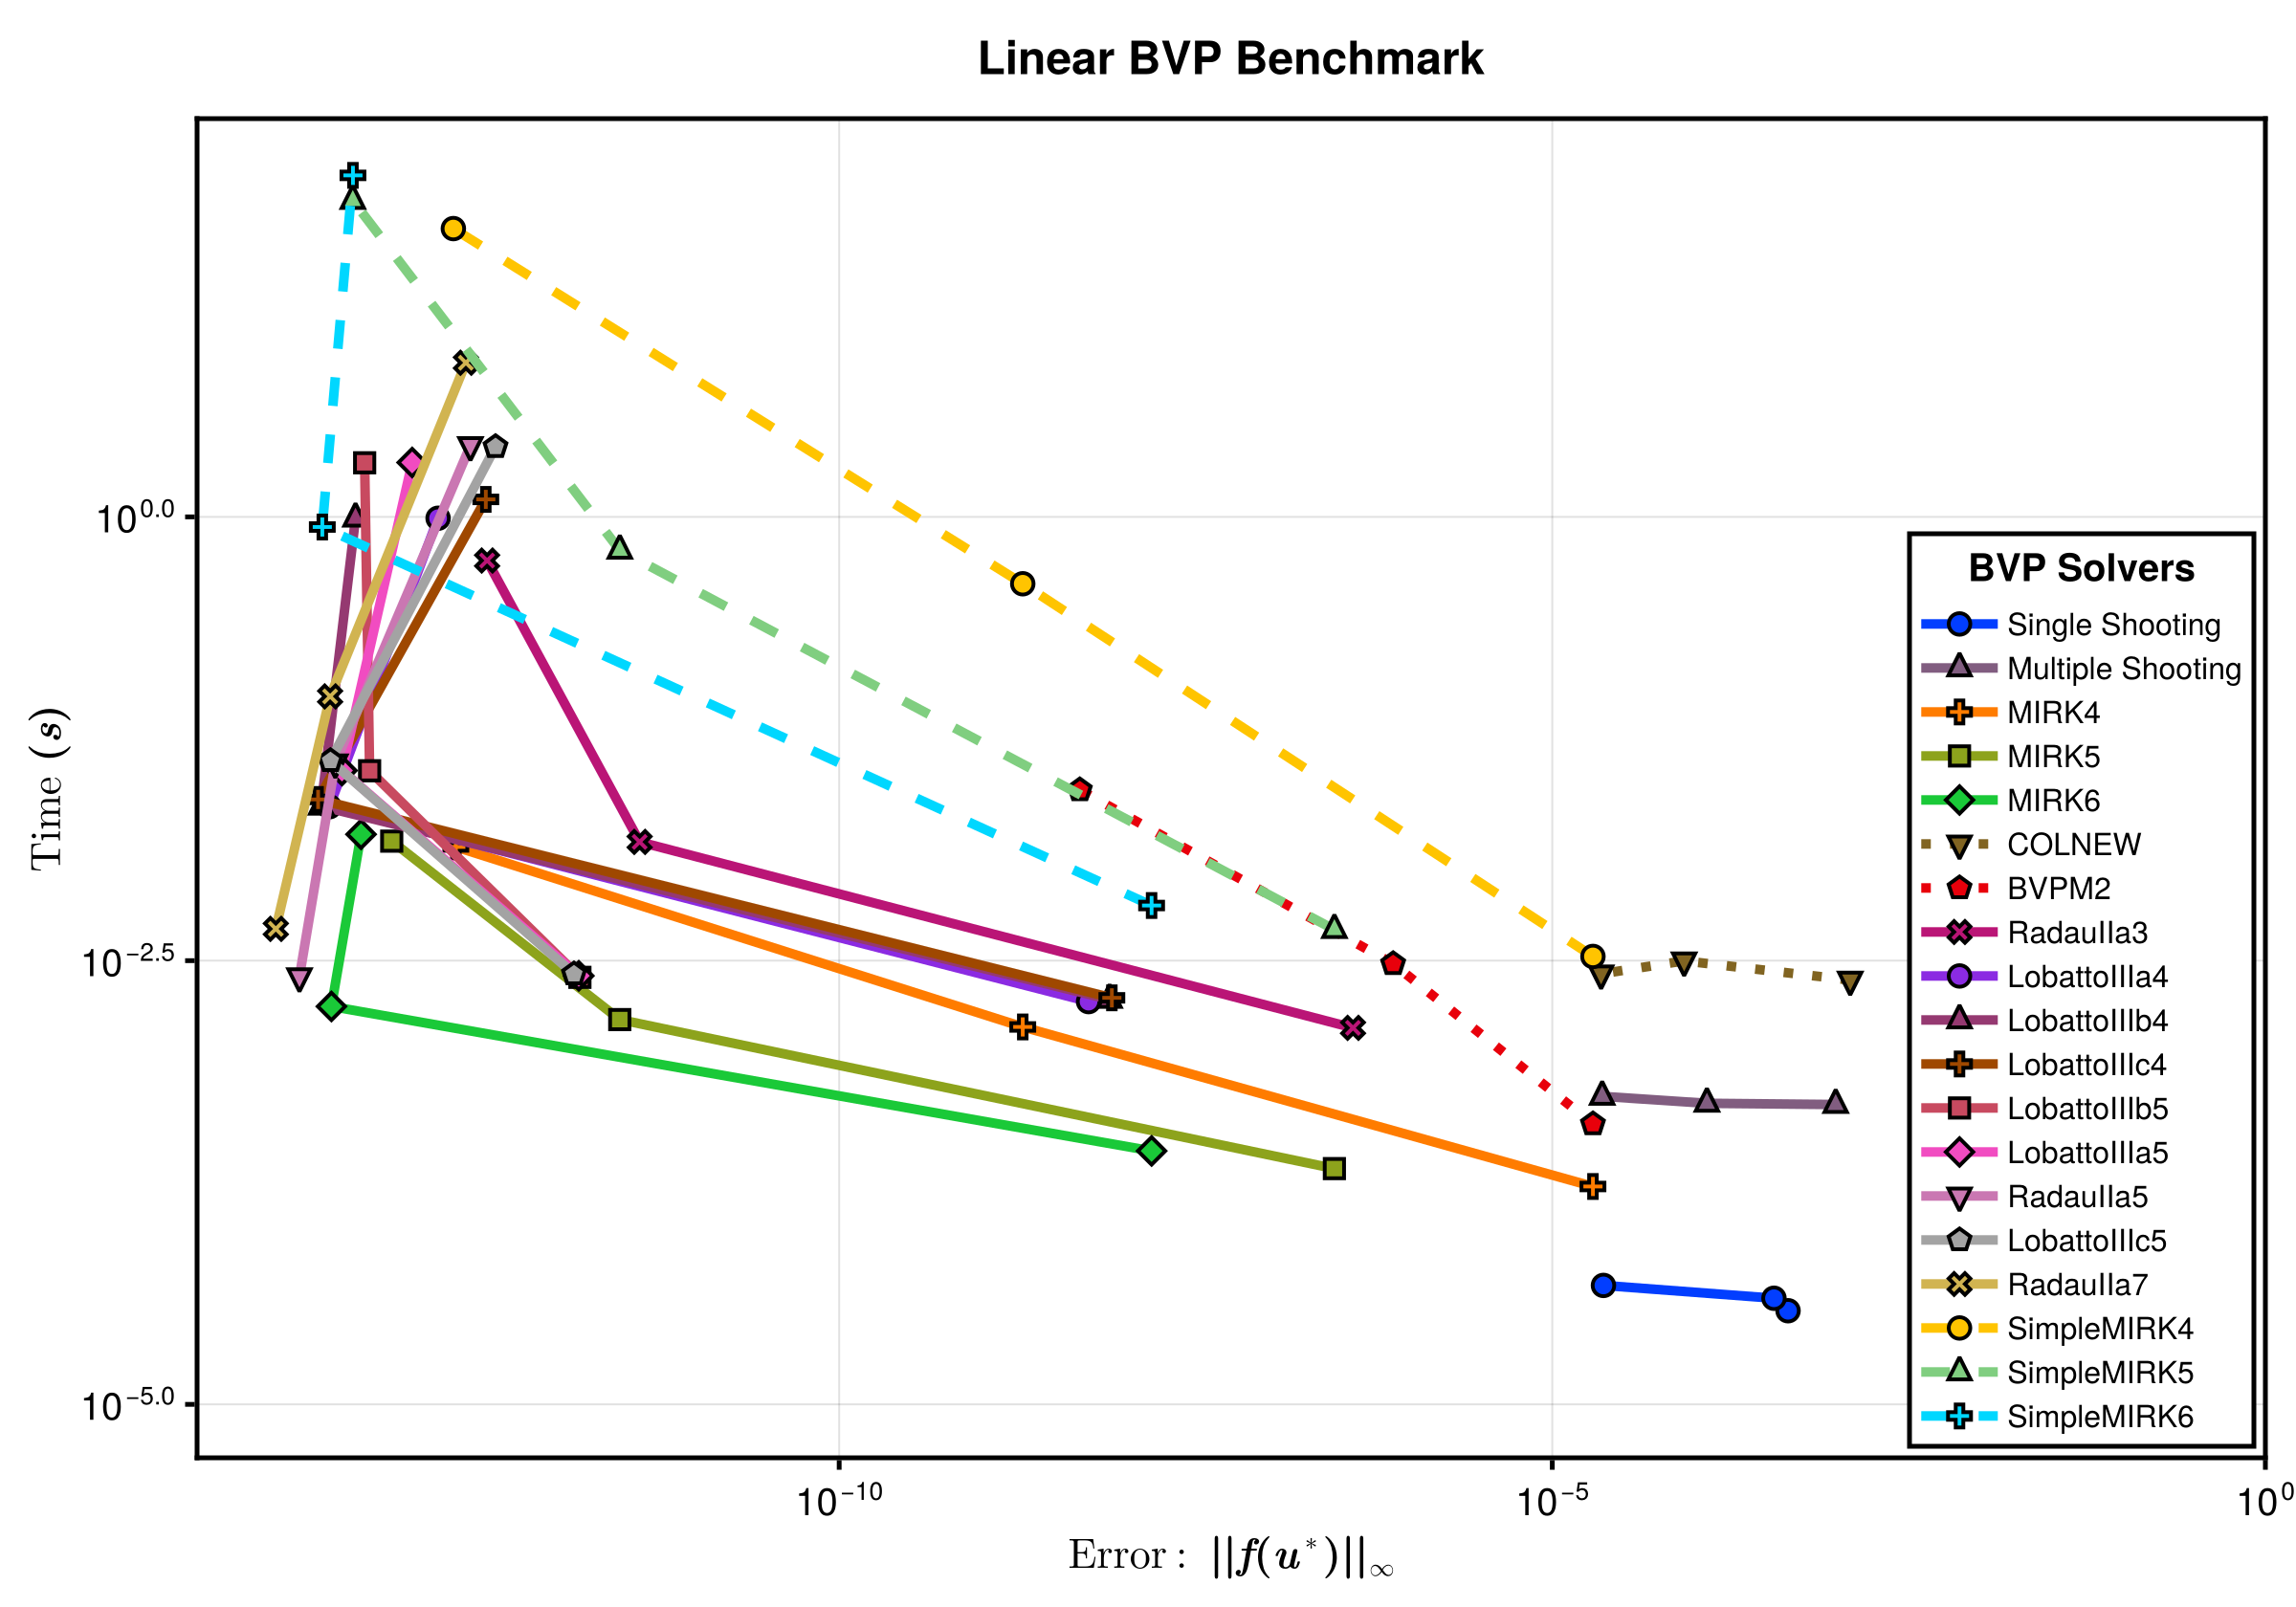 Linear BVP Benchmark
Time (s)
10^0.0
10^−2.5
10^−5.0
10^−10
10^−5
10^0
Error: ||f(u*)||∞
BVP Solvers
Single Shooting
Multiple Shooting
MIRK4
MIRK5
MIRK6
COLNEW
BVPM2
RadauIIa3
LobattoIIIa4
LobattoIIIb4
LobattoIIIc4
LobattoIIIb5
LobattoIIIa5
RadauIIa5
LobattoIIIc5
RadauIIa7
SimpleMIRK4
SimpleMIRK5
SimpleMIRK6